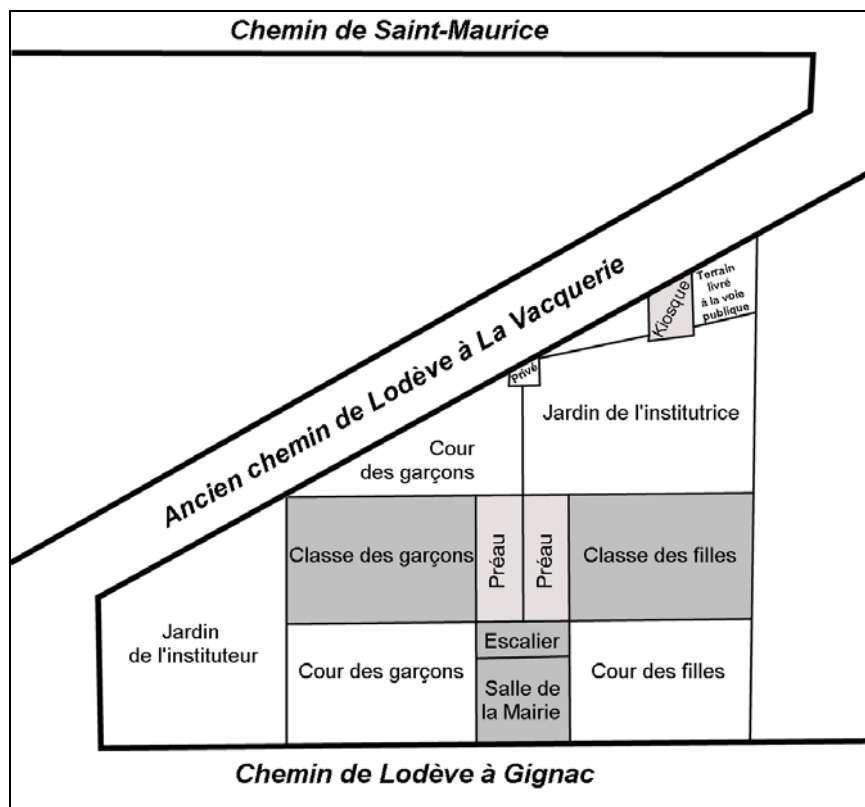 Chemin de Saint-Maurice
Ancien chemin de Lodève à La Vacquerie
Kiosque
Terrain
livré
à la voie
publique
Privé
Jardin de l'institutrice
Cour
des garçons
Classe des garçons
Préau
Préau
Classe des filles
Jardin
de l'instituteur
Cour des garçons
Escalier
Salle de
la Mairie
Cour des filles
Chemin de Lodève à Gignac